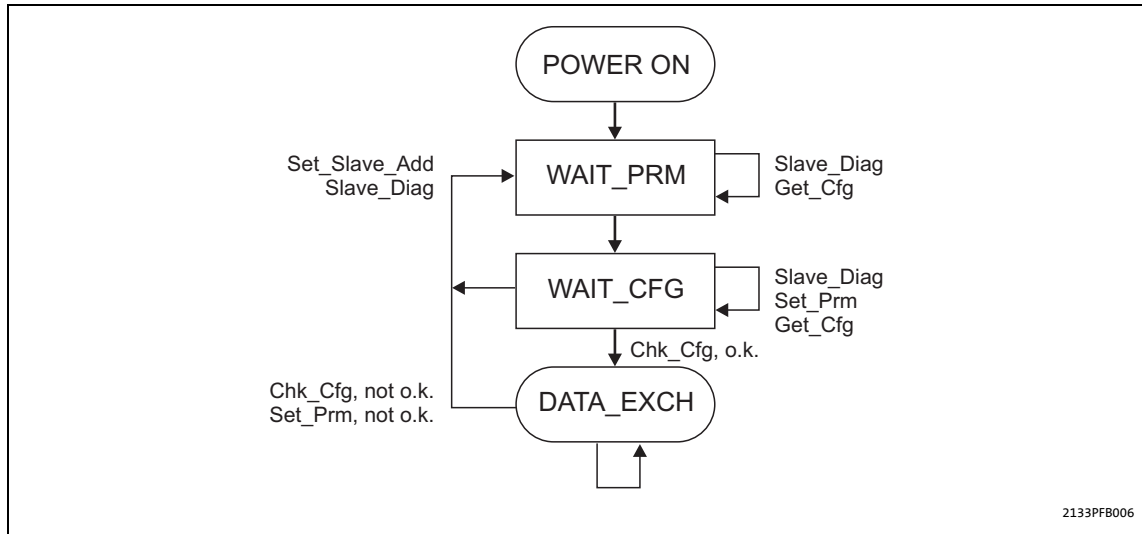 POWER ON
Set_Slave_Add
Slave_Diag
WAIT_PRM
Slave_Diag
Get_Cfg
WAIT_CFG
Slave_Diag
Set_Prm
Get_Cfg
Chk_Cfg, o.k.
Chk_Cfg, not o.k.
Set_Prm, not o.k.
DATA_EXCH
2133PFB006